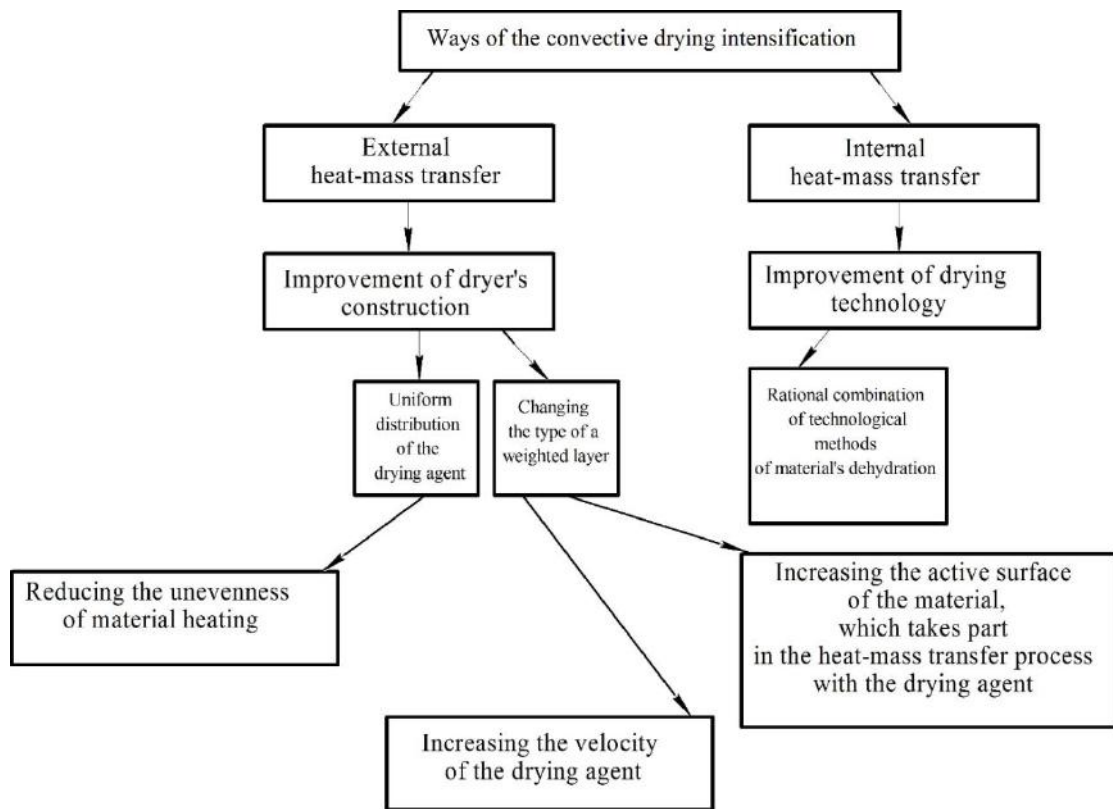 Ways of the convective drying intensification
External
heat-mass transfer
Internal
heat-mass transfer
Improvement of dryer's
construction
Improvement of drying
technology
Uniform
distribution
of the
drying agent
Changing
the type of a
weighted layer
Rational combination
of technological
methods
of material's dehydration
Reducing the unevenness
of material heating
Increasing the active surface
of the material,
which takes part
in the heat-mass transfer process
with the drying agent
Increasing the velocity
of the drying agent